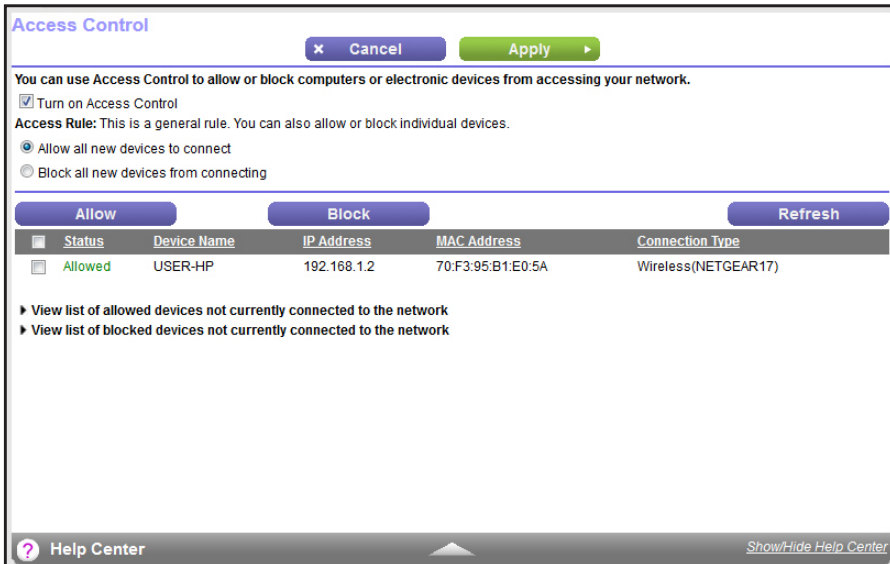 Access Control
Cancel Apply
You can use Access Control to allow or block computers or electronic devices from accessing your network.
Turn on Access Control
Access Rule: This is a general rule. You can also allow or block individual devices.
Allow all new devices to connect
Block all new devices from connecting
Allow Block Refresh
Status Device Name IP Address MAC Address Connection Type
Allowed USER-HP 192.168.1.2 70:F3:95:B1:E0:5A Wireless(NETGEAR17)
View list of allowed devices not currently connected to the network
View list of blocked devices not currently connected to the network
? Help Center Show/Hide Help Center